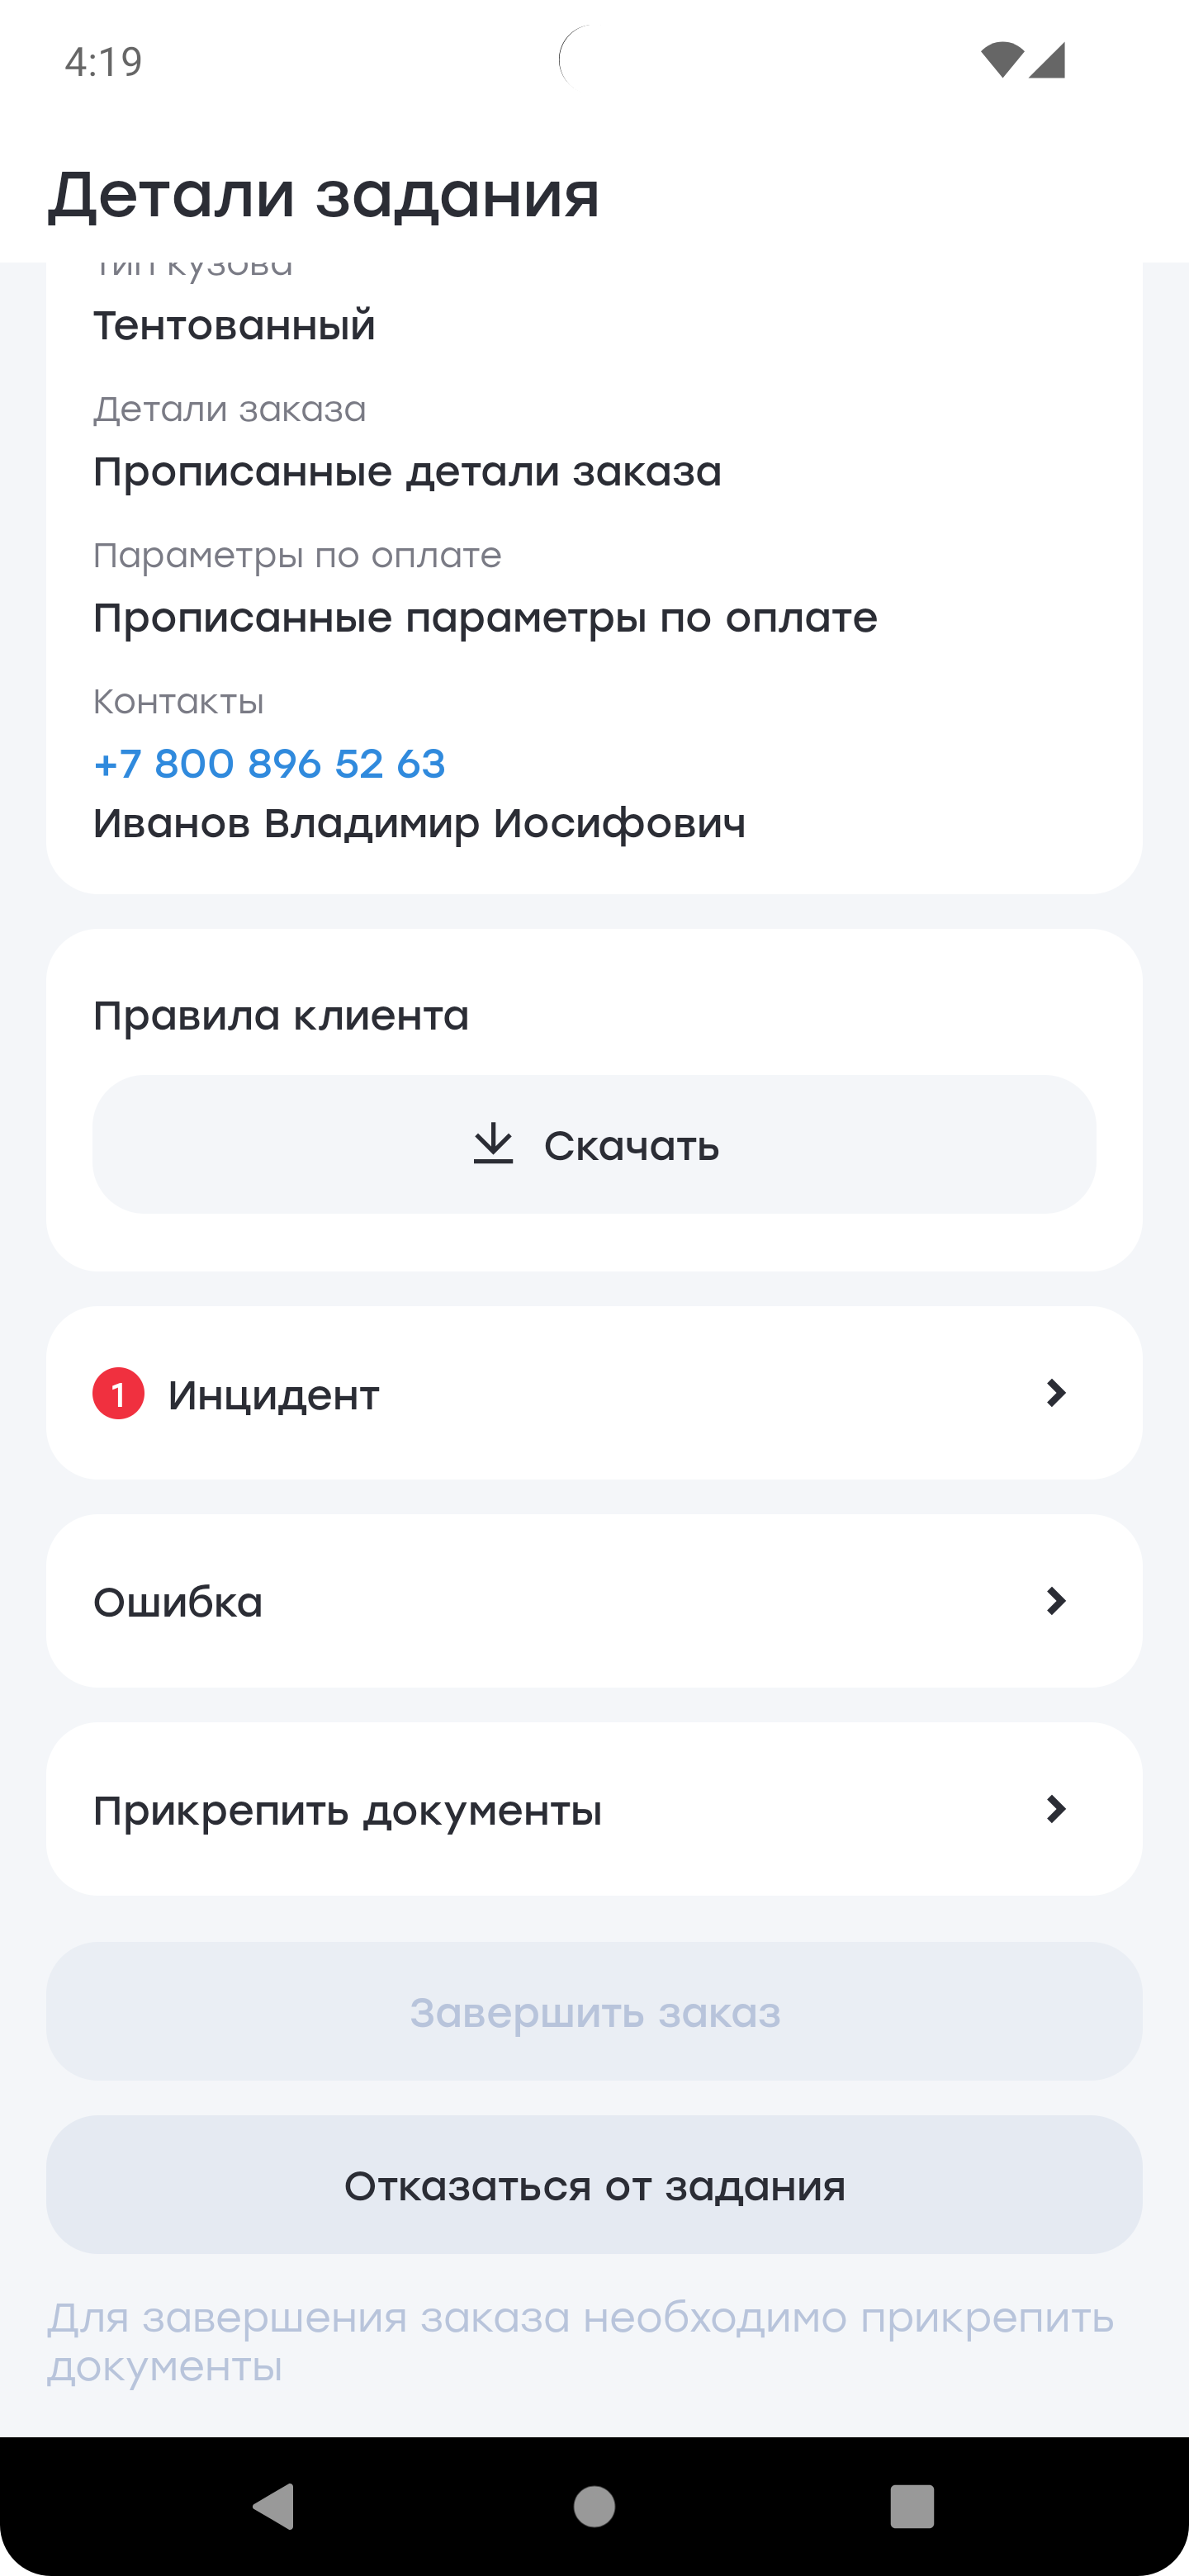 4:19
Детали задания
Тип кузова
Тентованный
Детали заказа
Прописанные детали заказа
Параметры по оплате
Прописанные параметры по оплате
Контакты
+7 800 896 52 63
Иванов Владимир Иосифович
Правила клиента
Скачать
1 Инцидент
Ошибка
Прикрепить документы
Завершить заказ
Отказаться от задания
Для завершения заказа необходимо прикрепить
документы